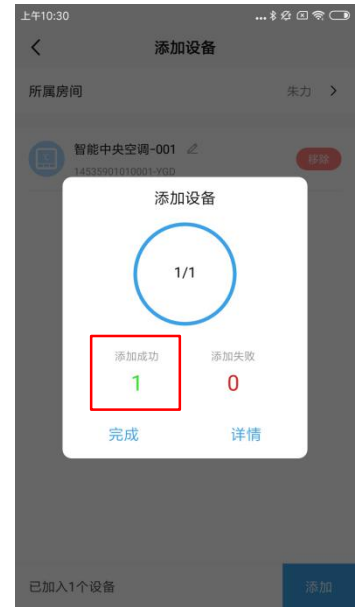 上午10:30
添加设备
所属房间
朱力
智能中央空调-001
移除
14535901010001-YGD
添加设备
1/1
添加成功
添加失败
1
0
完成
详情
已加入1个设备
添加